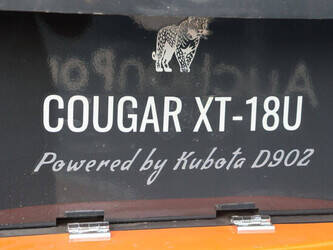 COUGAR XT-18U
Powered by Kubota D902